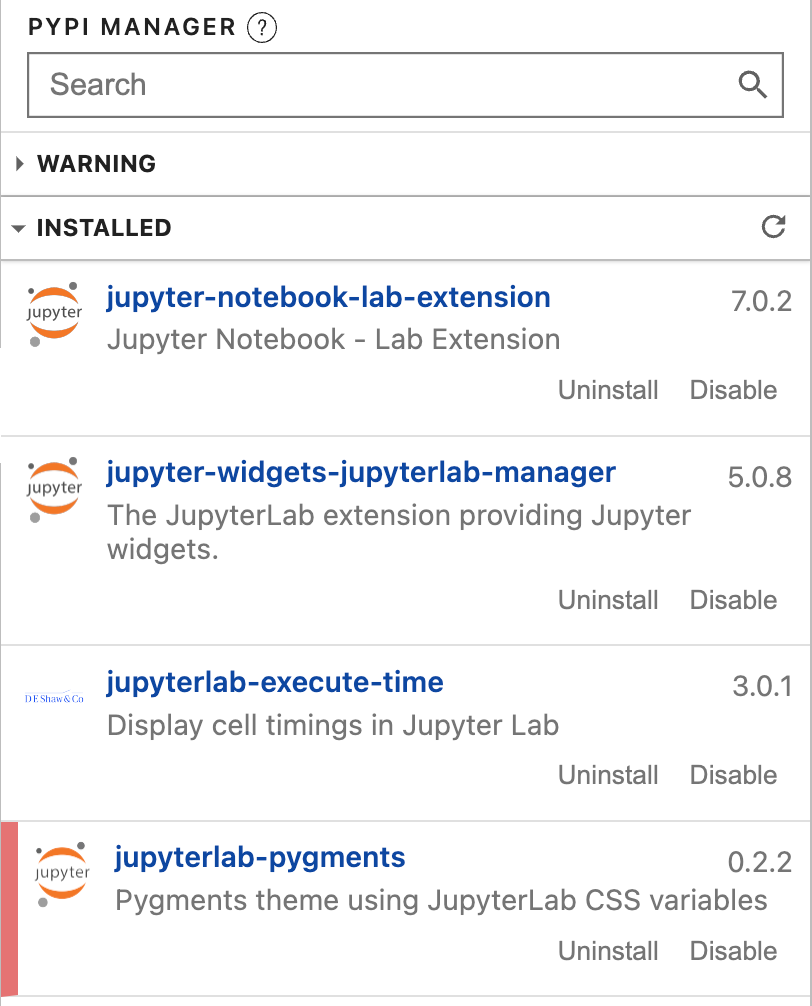 PYPI MANAGER ?
Search
WARNING
INSTALLED
jupyter
jupyter-notebook-lab-extension 7.0.2
Jupyter Notebook - Lab Extension
Uninstall Disable
jupyter
jupyter-widgets-jupyterlab-manager 5.0.8
The JupyterLab extension providing Jupyter
widgets.
Uninstall Disable
jupyterlab-execute-time 3.0.1
D E Shaw & Co
Display cell timings in Jupyter Lab
Uninstall Disable
jupyterlab-pygments 0.2.2
jupyter
Pygments theme using JupyterLab CSS variables
Uninstall Disable